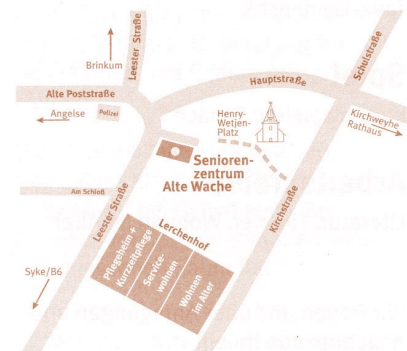 Leester Straße
Schulstraße
Brinkum
Hauptstraße
Alte Poststraße
Polizei
Angelse
Henry-
Wetjen-
Platz
Kirchweyhe
Rathaus
Senioren-
zentrum
Alte Wache
Am Schloß
Leester Straße
Kirchstraße
Lerchenhof
Pflegeheim +
Kurzzeitpflege
Service-
wohnen
Wohnen
im Alter
Syke/B6